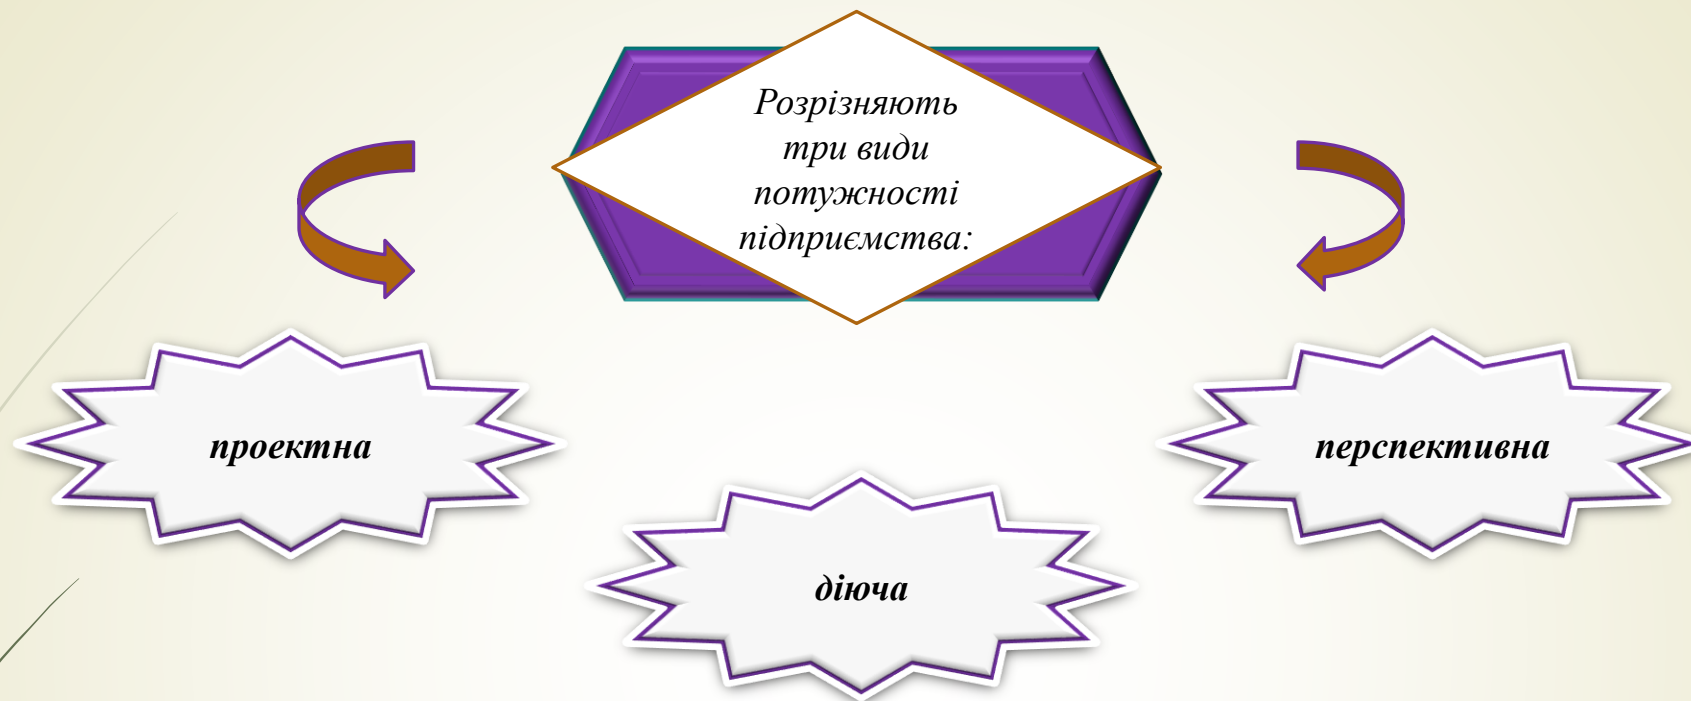 Розрізняють
три види
потужності
підприємства:
проектна
діюча
перспективна